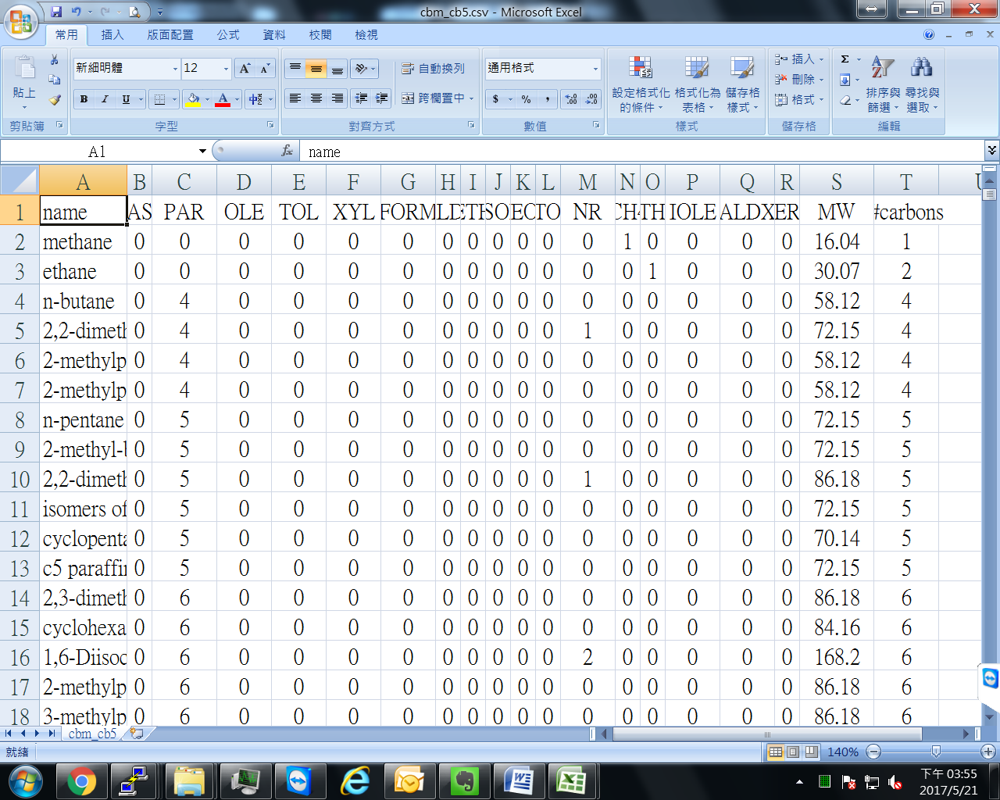 cbm_cb5.csv - Microsoft Excel
常用 插入 版面配置 公式 資料 校閱 檢視
新細明體 12 自動換列 通用格式 插入 Σ
貼上 設定格式化的條件 格式化為表格 儲存格樣式 刪除 排序與篩選 尋找與選取
B I U 中 跨欄置中 $ % , 格式
剪貼簿 字型 對齊方式 數值 樣式 儲存格 編輯
A1 fx name
A B C D E F G H I J K L M N O P Q R S T
1 name AS PAR OLE TOL XYL FORM LD ETI SO EC TO NR CH4 TH IOLE ALDX ER MW #carbons
2 methane 0 0 0 0 0 0 0 0 0 0 0 0 1 0 0 0 0 16.04 1
3 ethane 0 0 0 0 0 0 0 0 0 0 0 0 0 1 0 0 0 30.07 2
4 n-butane 0 4 0 0 0 0 0 0 0 0 0 0 0 0 0 0 0 58.12 4
5 2,2-dimeth 0 4 0 0 0 0 0 0 0 0 0 1 0 0 0 0 0 72.15 4
6 2-methylp 0 4 0 0 0 0 0 0 0 0 0 0 0 0 0 0 0 58.12 4
7 2-methylp 0 4 0 0 0 0 0 0 0 0 0 0 0 0 0 0 0 58.12 4
8 n-pentane 0 5 0 0 0 0 0 0 0 0 0 0 0 0 0 0 0 72.15 5
9 2-methyl-b 0 5 0 0 0 0 0 0 0 0 0 0 0 0 0 0 0 72.15 5
10 2,2-dimeth 0 5 0 0 0 0 0 0 0 0 0 1 0 0 0 0 0 86.18 5
11 isomers of 0 5 0 0 0 0 0 0 0 0 0 0 0 0 0 0 0 72.15 5
12 cyclopenta 0 5 0 0 0 0 0 0 0 0 0 0 0 0 0 0 0 70.14 5
13 c5 paraffin 0 5 0 0 0 0 0 0 0 0 0 0 0 0 0 0 0 72.15 5
14 2,3-dimeth 0 6 0 0 0 0 0 0 0 0 0 0 0 0 0 0 0 86.18 6
15 cyclohexa 0 6 0 0 0 0 0 0 0 0 0 0 0 0 0 0 0 84.16 6
16 1,6-Diisoc 0 6 0 0 0 0 0 0 0 0 0 2 0 0 0 0 0 168.2 6
17 2-methylp 0 6 0 0 0 0 0 0 0 0 0 0 0 0 0 0 0 86.18 6
18 3-methylp 0 6 0 0 0 0 0 0 0 0 0 0 0 0 0 0 0 86.18 6
cbm_cb5
就緒 140%
下午 03:55
2017/5/21